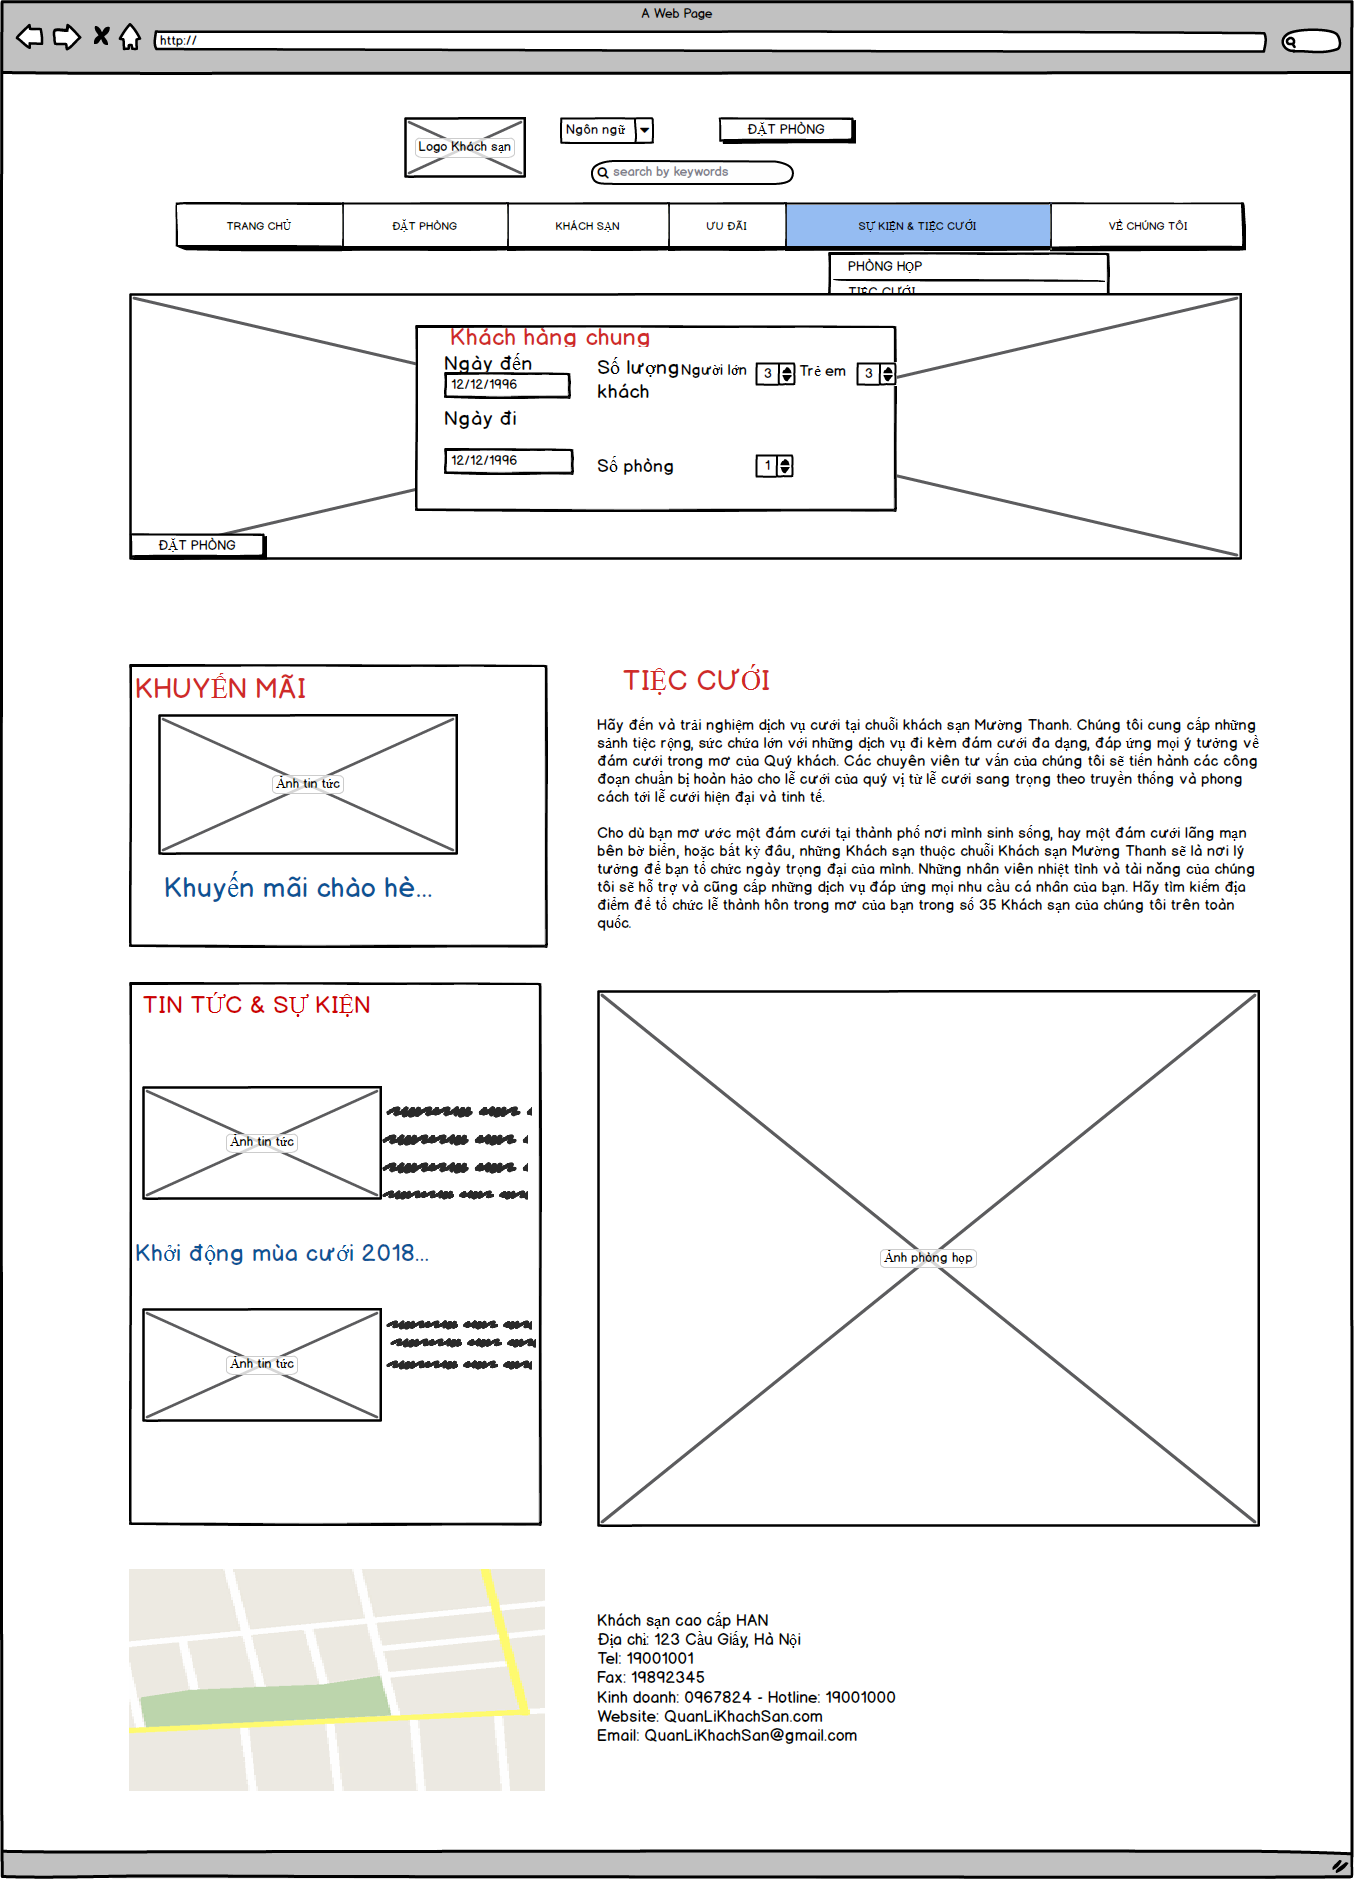 A Web Page
http://
Logo Khách sạn
Ngôn ngữ
ĐẶT PHÒNG
search by keywords
TRANG CHỦ
ĐẶT PHÒNG
KHÁCH SẠN
ƯU ĐÃI
SỰ KIỆN & TIỆC CƯỚI
VỀ CHÚNG TÔI
PHÒNG HỌP
TIỆC CƯỚI
Khách hàng chung
Ngày đến
Số lượng
khách
Người lớn
3
Trẻ em
3
12/12/1996
Ngày đi
12/12/1996
Số phòng
1
ĐẶT PHÒNG
KHUYẾN MÃI
Ảnh tin tức
Khuyến mãi chào hè...
TIỆC CƯỚI
Hãy đến và trải nghiệm dịch vụ cưới tại chuỗi khách sạn Mường Thanh. Chúng tôi cung cấp những
sảnh tiệc rộng, sức chứa lớn với những dịch vụ đi kèm đám cưới đa dạng, đáp ứng mọi ý tưởng về
đám cưới trong mơ của Quý khách. Các chuyên viên tư vấn của chúng tôi sẽ tiến hành các công
đoạn chuẩn bị hoàn hảo cho lễ cưới của quý vị từ lễ cưới sang trọng theo truyền thống và phong
cách tới lễ cưới hiện đại và tinh tế.
Cho dù bạn mơ ước một đám cưới tại thành phố nơi mình sinh sống, hay một đám cưới lãng mạn
bên bờ biển, hoặc bất kỳ đâu, những Khách sạn thuộc chuỗi Khách sạn Mường Thanh sẽ là nơi lý
tưởng để bạn tổ chức ngày trọng đại của mình. Những nhân viên nhiệt tình và tài năng của chúng
tôi sẽ hỗ trợ và cũng cấp những dịch vụ đáp ứng mọi nhu cầu cá nhân của bạn. Hãy tìm kiếm địa
điểm để tổ chức lễ thành hôn trong mơ của bạn trong số 35 Khách sạn của chúng tôi trên toàn
quốc.
TIN TỨC & SỰ KIỆN
Ảnh tin tức
Khởi động mùa cưới 2018...
Ảnh tin tức
Ảnh phòng họp
Khách sạn cao cấp HAN
Địa chỉ: 123 Cầu Giấy, Hà Nội
Tel: 19001001
Fax: 19892345
Kinh doanh: 0967824 - Hotline: 19001000
Website: QuanLiKhachSan.com
Email: QuanLiKhachSan@gmail.com